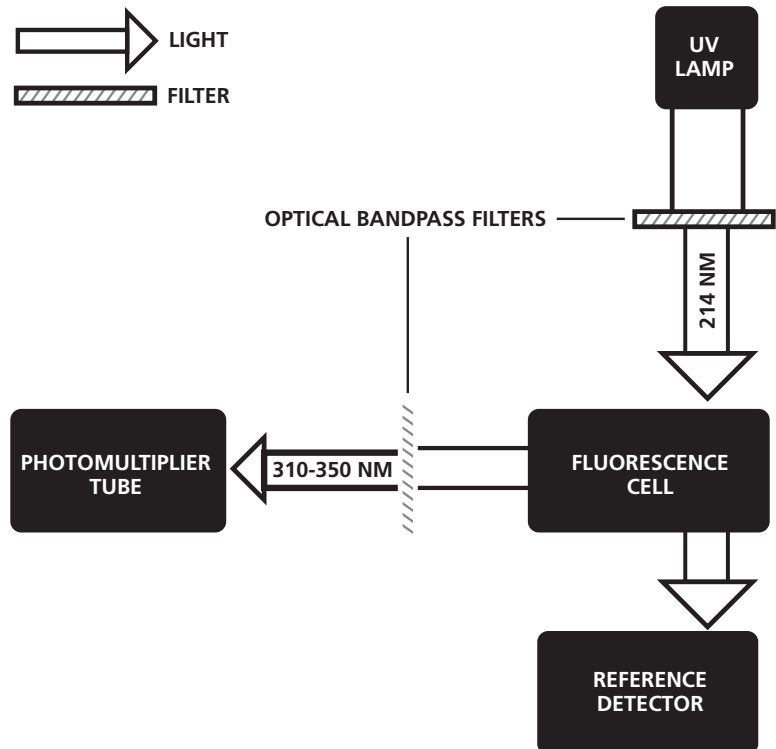 LIGHT
FILTER
UV
LAMP
OPTICAL BANDPASS FILTERS
214 NM
PHOTOMULTIPLIER
TUBE
310-350 NM
FLUORESCENCE
CELL
REFERENCE
DETECTOR